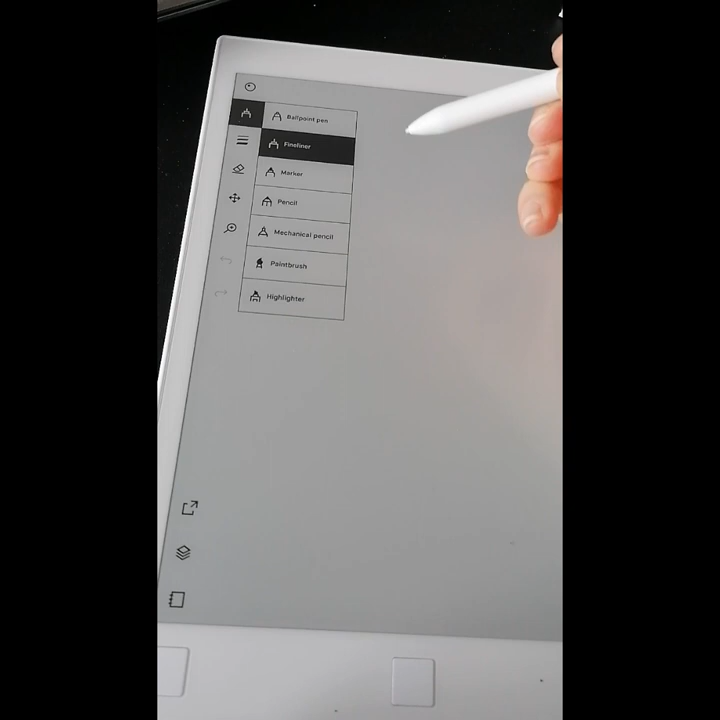 Ballpoint pen
Fineliner
Marker
Pencil
Mechanical pencil
Paintbrush
Highlighter